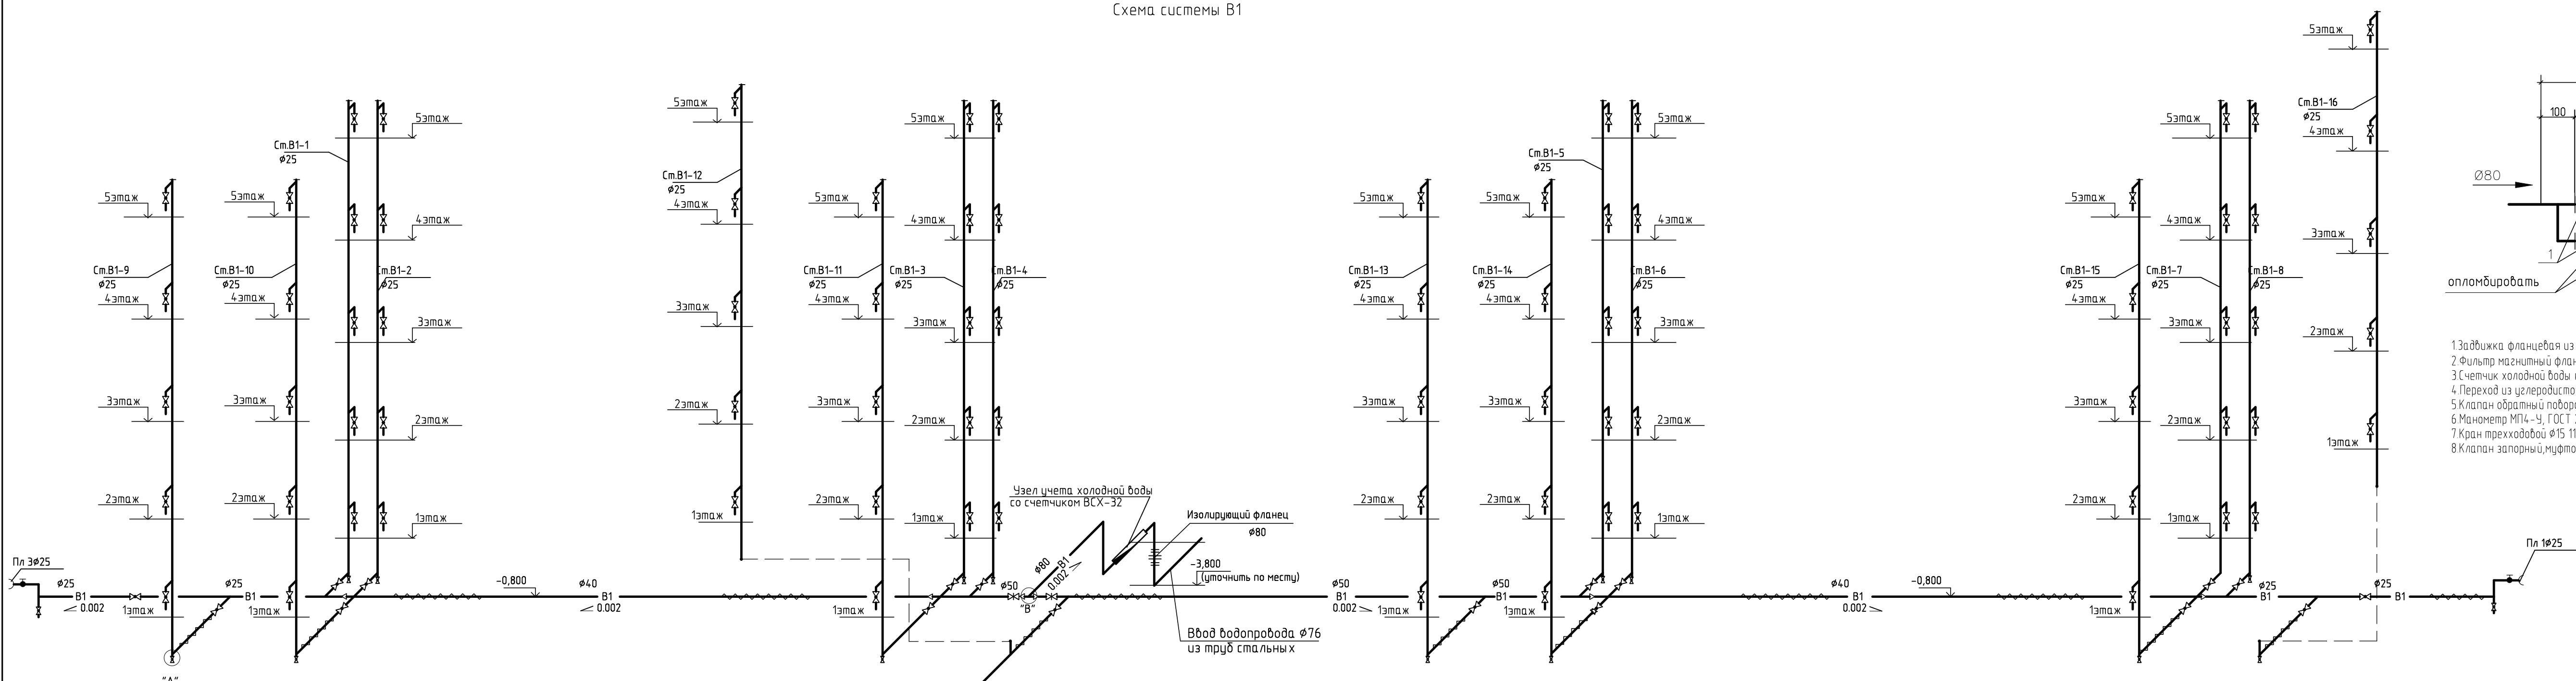 Схема системы В1
Ст.В1-9
ø25
5этаж
4этаж
3этаж
2этаж
1этаж
Ст.В1-10
ø25
5этаж
4этаж
3этаж
2этаж
1этаж
Ст.В1-1
ø25
Ст.В1-2
ø25
5этаж
4этаж
3этаж
2этаж
1этаж
Ст.В1-12
ø25
5этаж
4этаж
3этаж
2этаж
1этаж
Ст.В1-11
ø25
5этаж
4этаж
3этаж
2этаж
1этаж
Ст.В1-3
ø25
Ст.В1-4
ø25
5этаж
4этаж
3этаж
2этаж
1этаж
Узел учета холодной воды
со счетчиком ВСХ-32
Изолирующий фланец
ø80
-3,800
(уточнить по месту)
Ввод водопровода ø76
из труб стальных
ø80
В1
0.002
Ст.В1-13
ø25
5этаж
4этаж
3этаж
2этаж
1этаж
Ст.В1-14
ø25
5этаж
4этаж
3этаж
2этаж
1этаж
Ст.В1-5
ø25
Ст.В1-6
ø25
5этаж
4этаж
3этаж
2этаж
1этаж
Ст.В1-15
ø25
5этаж
4этаж
3этаж
2этаж
1этаж
Ст.В1-7
ø25
Ст.В1-8
ø25
5этаж
4этаж
3этаж
2этаж
1этаж
Ст.В1-16
ø25
5этаж
4этаж
3этаж
2этаж
1этаж
Пл 3ø25
ø25
В1
0.002
ø25
В1
-0,800
ø40
В1
0.002
ø50
"В"
ø50
В1
0.002
ø50
В1
ø40
В1
0.002
-0,800
ø25
В1
ø25
В1
Пл 1ø25
"А"
100
Ø80
1
опломбировать
1.Задвижка фланцевая из
2 Фильтр магнитный
3.Счетчик холодной воды
4.Переход из
5.Клапан обратный
6.Манометр МП4-У, ГОСТ
7.Кран трехходовой ø15
8 Клапан запорный,